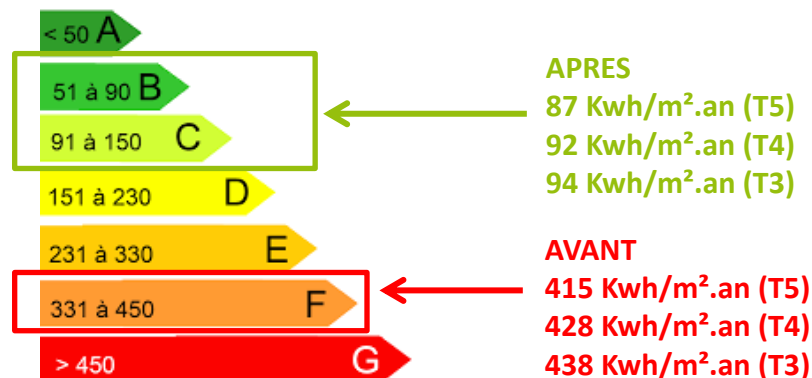 < 50 A
51 à 90 B
91 à 150 C
151 à 230 D
231 à 330 E
331 à 450 F
> 450 G
APRES
87 Kwh/m².an (T5)
92 Kwh/m².an (T4)
94 Kwh/m².an (T3)
AVANT
415 Kwh/m².an (T5)
428 Kwh/m².an (T4)
438 Kwh/m².an (T3)